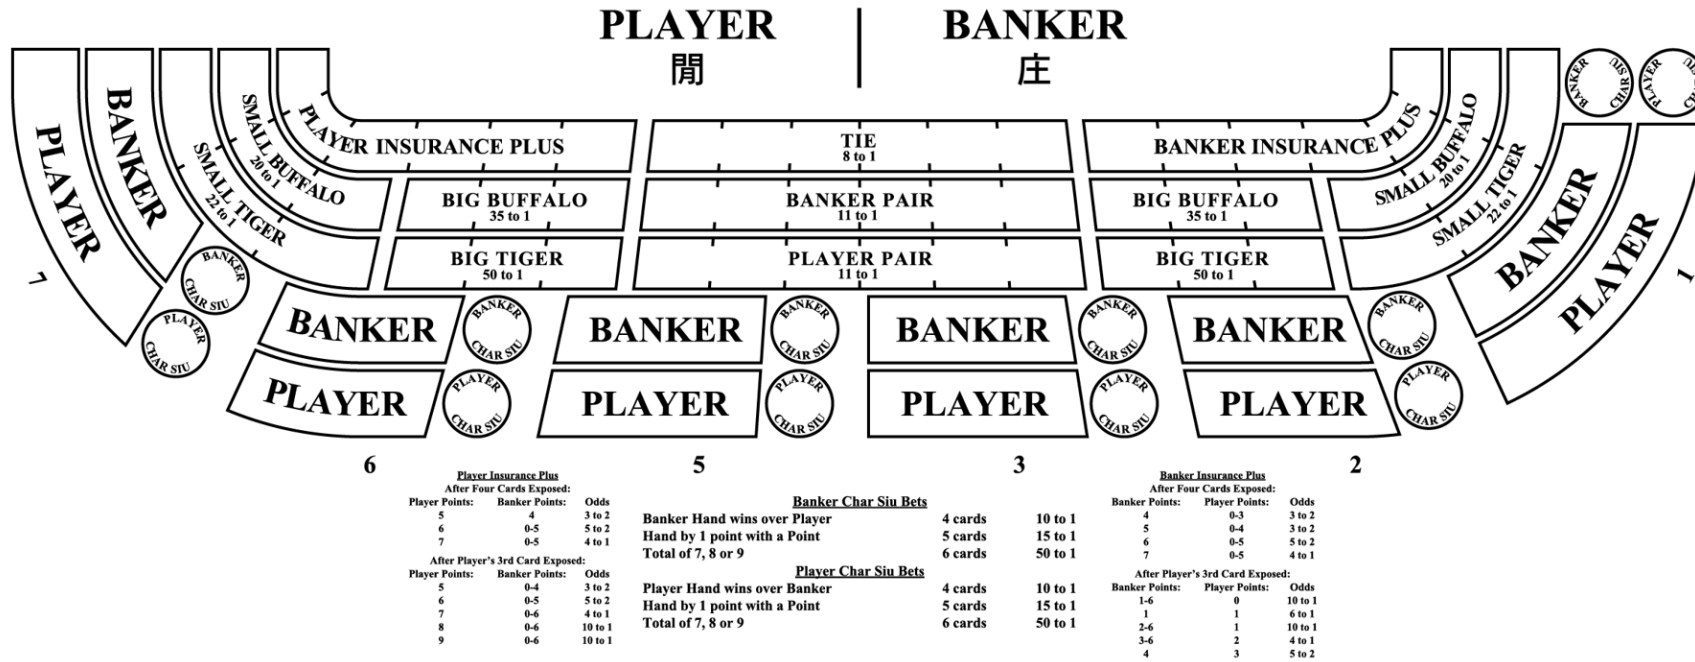 PLAYER
閒
BANKER
庄
PLAYER
BANKER
SMALL TIGER
22 to 1
SMALL BUFFALO
20 to 1
PLAYER INSURANCE PLUS
TIE
8 to 1
BANKER INSURANCE PLUS
SMALL BUFFALO
20 to 1
SMALL TIGER
22 to 1
BANKER
PLAYER
BANKER
CHAR SIU
PLAYER
BIG BUFFALO
35 to 1
BANKER PAIR
11 to 1
BIG BUFFALO
35 to 1
BIG TIGER
50 to 1
PLAYER PAIR
11 to 1
BIG TIGER
50 to 1
7
BANKER
CHAR SIU
PLAYER
CHAR SIU
1
BANKER
BANKER
CHAR SIU
BANKER
BANKER
CHAR SIU
BANKER
BANKER
CHAR SIU
BANKER
BANKER
CHAR SIU
PLAYER
PLAYER
CHAR SIU
PLAYER
PLAYER
CHAR SIU
PLAYER
PLAYER
CHAR SIU
PLAYER
PLAYER
CHAR SIU
6
5
3
2
Player Insurance Plus
After Four Cards Exposed:
Player Points: Banker Points: Odds
5 4 3 to 2
6 0-5 5 to 2
7 0-5 4 to 1
After Player's 3rd Card Exposed:
Player Points: Banker Points: Odds
5 0-4 3 to 2
6 0-5 5 to 2
7 0-6 4 to 1
8 0-6 10 to 1
9 0-6 10 to 1
Banker Char Siu Bets
Banker Hand wins over Player 4 cards 10 to 1
Hand by 1 point with a Point 5 cards 15 to 1
Total of 7, 8 or 9 6 cards 50 to 1
Player Char Siu Bets
Player Hand wins over Banker 4 cards 10 to 1
Hand by 1 point with a Point 5 cards 15 to 1
Total of 7, 8 or 9 6 cards 50 to 1
Banker Insurance Plus
After Four Cards Exposed:
Banker Points: Player Points: Odds
4 0-3 3 to 2
5 0-4 3 to 2
6 0-5 5 to 2
7 0-5 4 to 1
After Player's 3rd Card Exposed:
Banker Points: Player Points: Odds
1-6 0 10 to 1
1 1 6 to 1
2-6 1 10 to 1
3-6 2 4 to 1
4 3 5 to 2